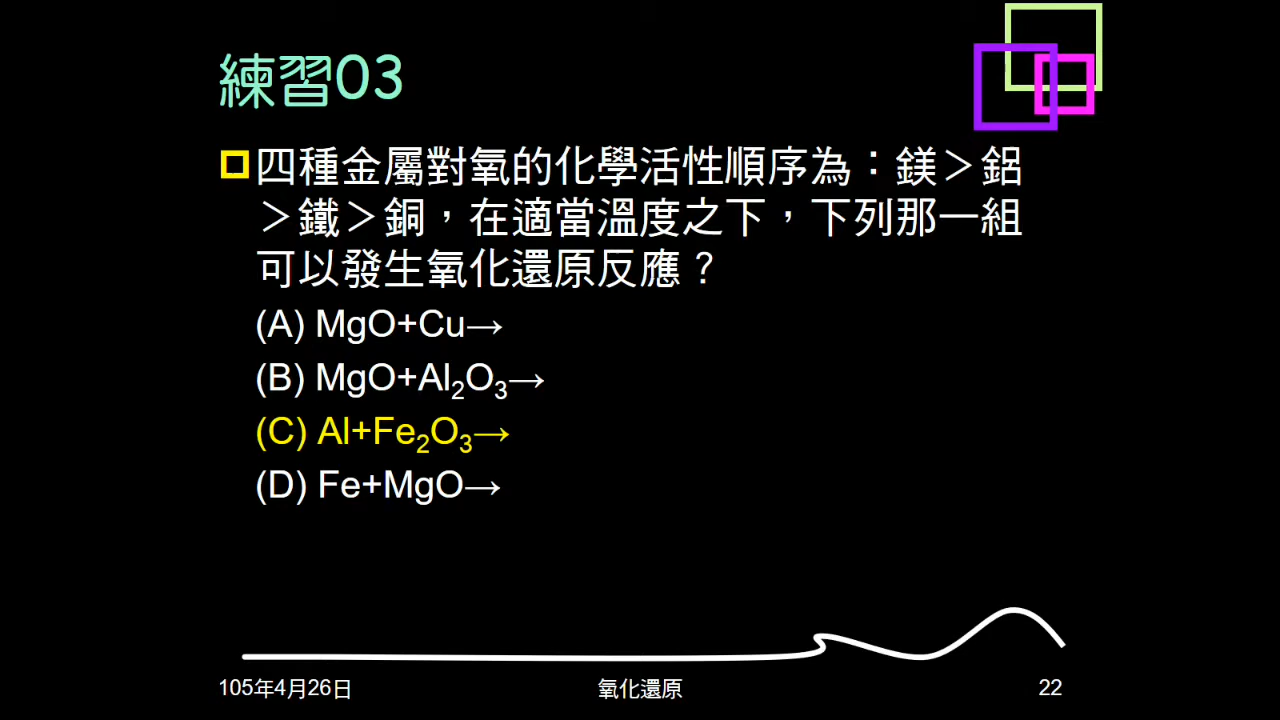 練習03
四種金屬對氧的化學活性順序為：鎂＞鋁
＞鐵＞銅，在適當溫度之下，下列那一組
可以發生氧化還原反應？
(A) MgO+Cu→
(B) MgO+Al₂O₃→
(C) Al+Fe₂O₃→
(D) Fe+MgO→
105年4月26日
氧化還原
22